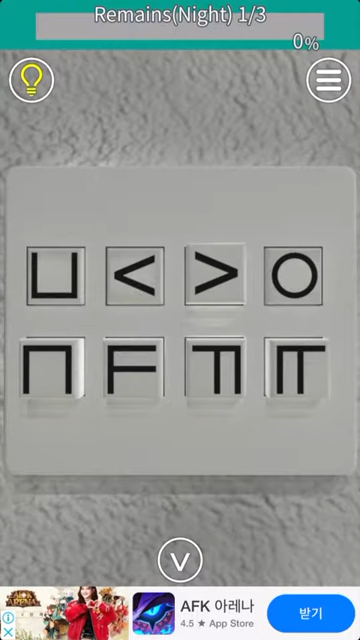 Remains(Night) 1/3
0%
AFK 아레나
4.5 ★ App Store
받기